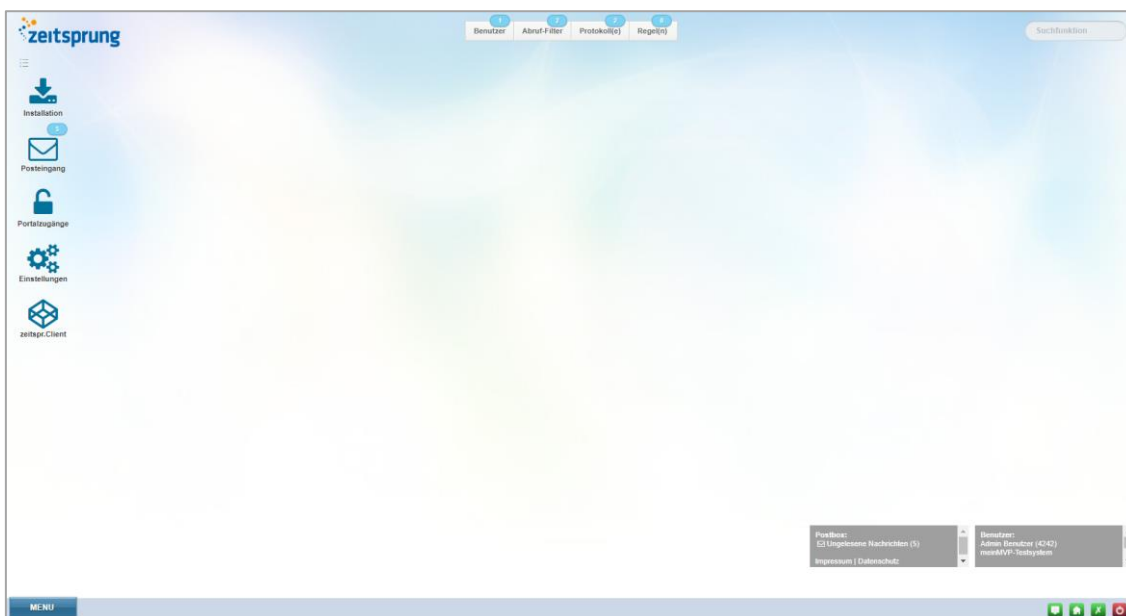 zeitsprung
Benutzer
Abruf-Filter
Protokoll(e)
Regel(n)
Suchfunktion
Installation
Posteingang
Portalzugänge
Einstellungen
zeitspr.Client
Postbox:
Ungelesene Nachrichten (5)
Impressum | Datenschutz
Benutzer:
Admin Benutzer (4242)
meinMVP-Testsystem
MENU